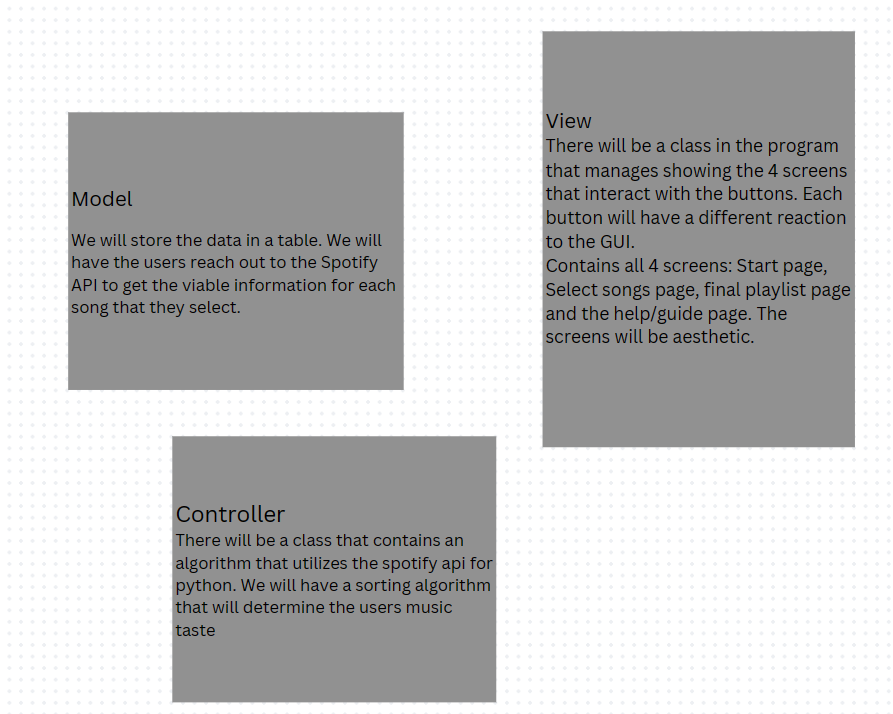 Model
We will store the data in a table. We will
have the users reach out to the Spotify
API to get the viable information for each
song that they select.
View
There will be a class in the program
that manages showing the 4 screens
that interact with the buttons. Each
button will have a different reaction
to the GUI.
Contains all 4 screens: Start page,
Select songs page, final playlist page
and the help/guide page. The
screens will be aesthetic.
Controller
There will be a class that contains an
algorithm that utilizes the spotify api for
python. We will have a sorting algorithm
that will determine the users music
taste